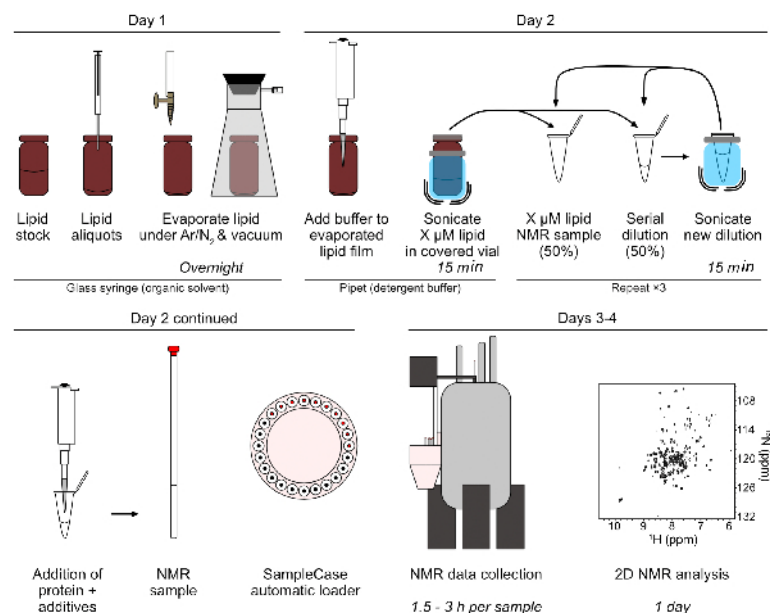 Day 1
Day 2
Lipid stock
Lipid aliquots
Evaporate lipid under Ar/N₂ & vacuum
Overnight
Glass syringe (organic solvent)
Add buffer to evaporated lipid film
Sonicate X µM lipid in covered vial
15 min
Pipet (detergent buffer)
X µM lipid NMR sample (50%)
Serial dilution (50%)
Sonicate new dilution
15 min
Repeat ×3
Day 2 continued
Days 3-4
Addition of protein + additives
NMR sample
SampleCase automatic loader
NMR data collection
1.5 - 3 h per sample
108
114
120
126
132
¹⁵N (ppm)
10 9 8 7 6
¹H (ppm)
2D NMR analysis
1 day